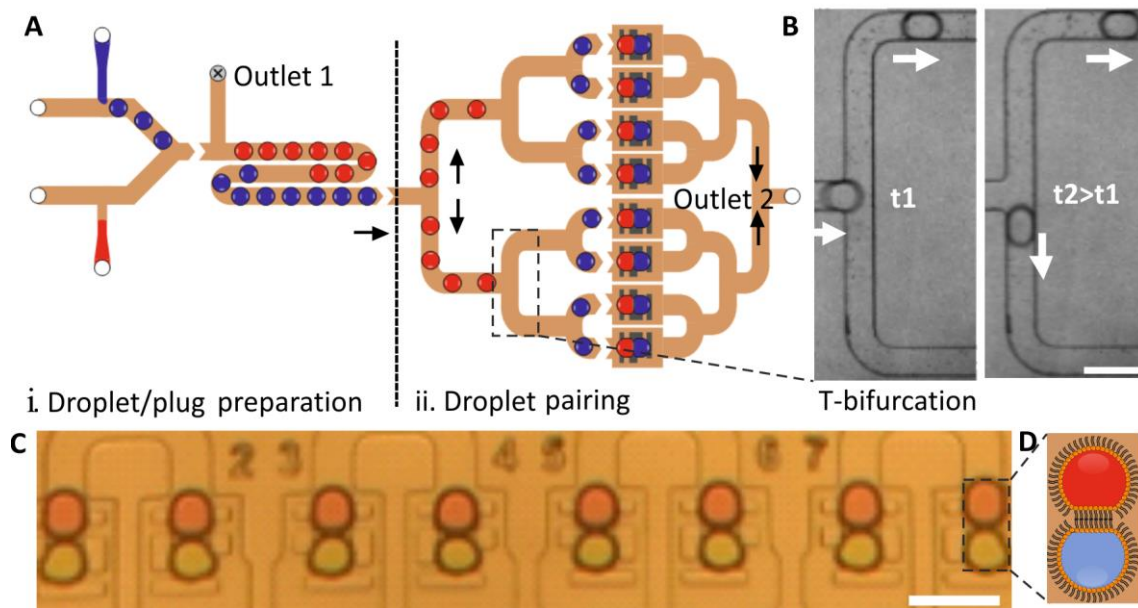 A
Outlet 1
Outlet 2
i. Droplet/plug preparation
ii. Droplet pairing
B
t1
t2>t1
T-bifurcation
C
2 3 4 5 6 7
D